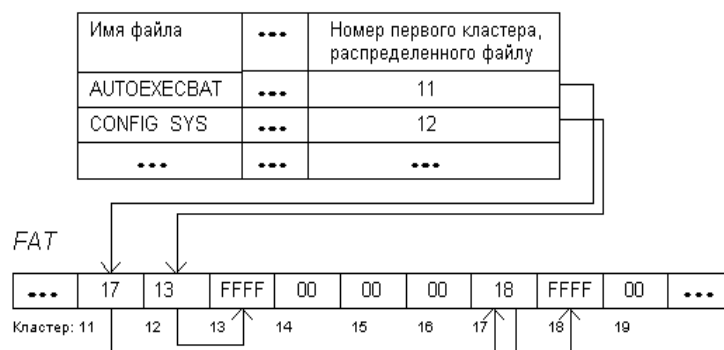 Имя файла ••• Номер первого кластера,
распределенного файлу
AUTOEXECBAT ••• 11
CONFIG SYS ••• 12
••• ••• •••
FAT
••• 17 13 FFFF 00 00 00 18 FFFF 00 •••
Кластер: 11 12 13 14 15 16 17 18 19